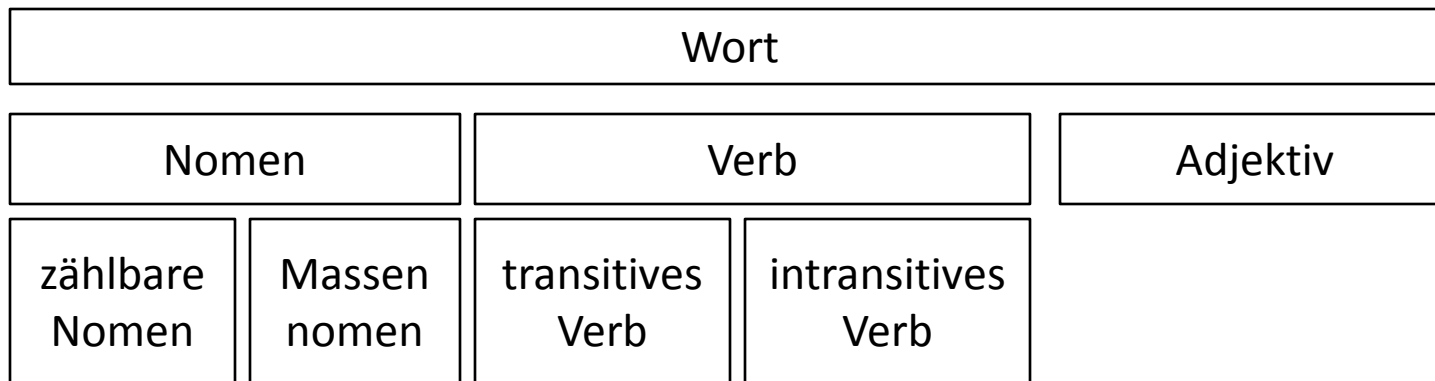 Wort
Nomen Verb Adjektiv
zählbare Massen transitives intransitives
Nomen nomen Verb Verb